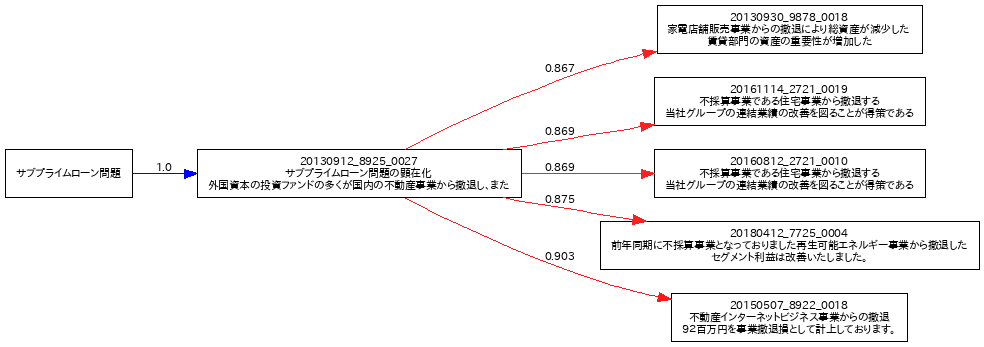 サブプライムローン問題
1.0
20130912_8925_0027
サブプライムローン問題の顕在化
外国資本の投資ファンドの多くが国内の不動産事業から撤退し、また
0.867
0.869
0.869
0.875
0.903
20130930_9878_0018
家電店舗販売事業からの撤退により総資産が減少した
賃貸部門の資産の重要性が増加した
20161114_2721_0019
不採算事業である住宅事業から撤退する
当社グループの連結業績の改善を図ることが得策である
20160812_2721_0010
不採算事業である住宅事業から撤退する
当社グループの連結業績の改善を図ることが得策である
20180412_7725_0004
前年同期に不採算事業となっておりました再生可能エネルギー事業から撤退した
セグメント利益は改善いたしました。
20150507_8922_0018
不動産インターネットビジネス事業からの撤退
92百万円を事業撤退損として計上しております。